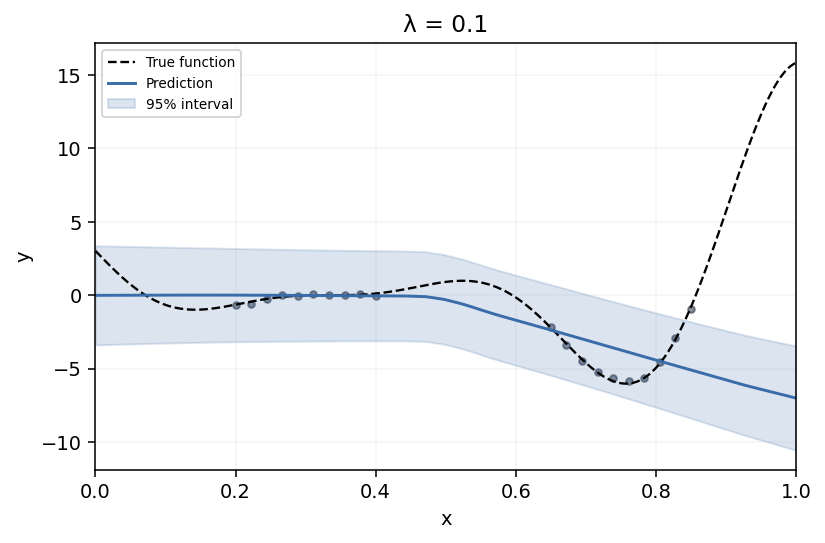 λ = 0.1
True function
Prediction
95% interval
y
15
10
5
0
−5
−10
0.0 0.2 0.4 0.6 0.8 1.0
x